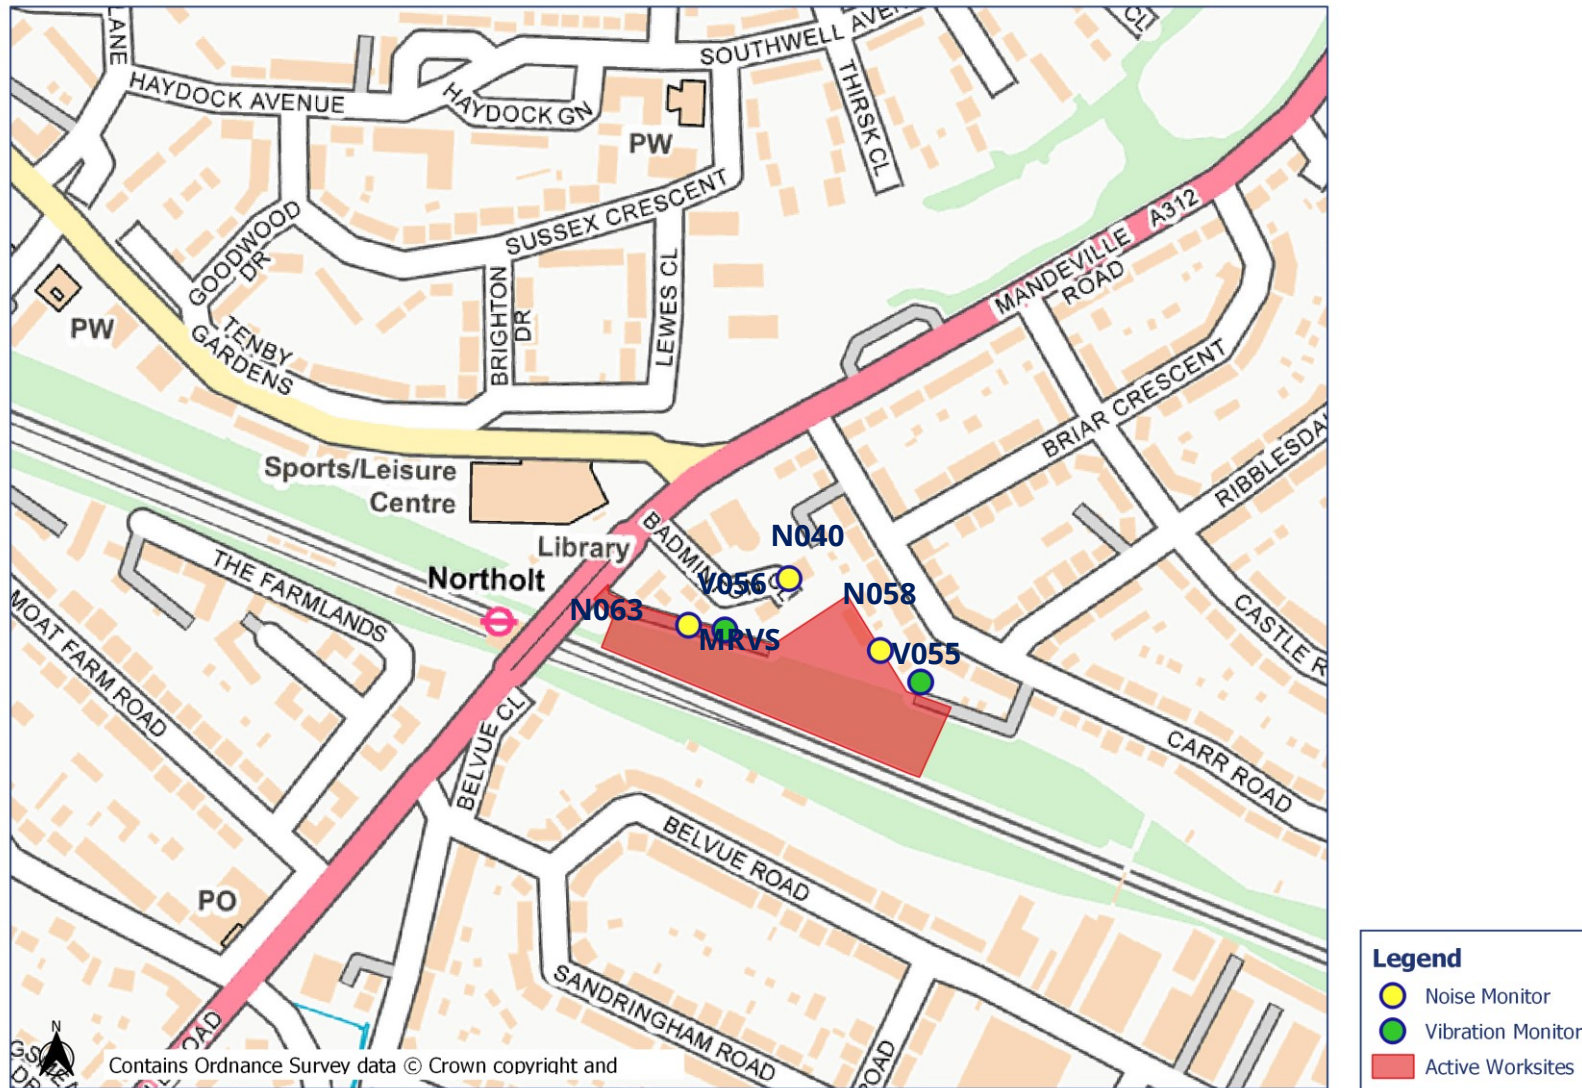 LANE
CL
SOUTHWELL AVEN
HAYDOCK AVENUE
HAYDOCK GN
THIRSK CL
PW
SUSSEX CRESCENT
MANDEVILLE
ROAD
A312
GOODWOOD
DR
BRIGHTON
DR
LEWES CL
PW
TENBY
GARDENS
BRIAR CRESCENT
RIBBLESDA
Sports/Leisure
Centre
Library
N040
Northolt
V056
N058
THE FARMLANDS
N063
MRVS
V055
MOAT FARM ROAD
CASTLE R
BELVUE CL
CARR ROAD
BELVUE ROAD
PO
SANDRINGHAM ROAD
ROAD
OAD
DR
N
Contains Ordnance Survey data © Crown copyright and
Legend
Noise Monitor
Vibration Monitor
Active Worksites